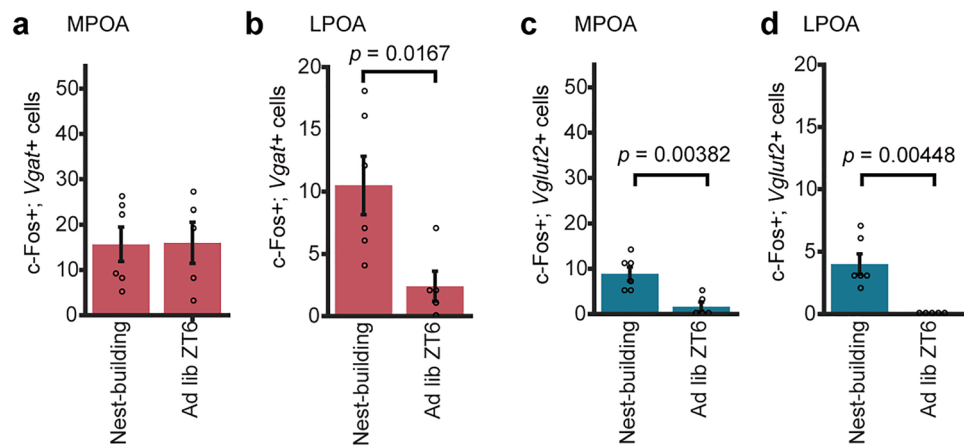 a MPOA
c-Fos+; Vgat+ cells
50
40
30
20
10
0
Nest-building
Ad lib ZT6
b LPOA
p = 0.0167
c-Fos+; Vgat+ cells
20
15
10
5
0
Nest-building
Ad lib ZT6
c MPOA
p = 0.00382
c-Fos+; Vglut2+ cells
50
40
30
20
10
0
Nest-building
Ad lib ZT6
d LPOA
p = 0.00448
c-Fos+; Vglut2+ cells
20
15
10
5
0
Nest-building
Ad lib ZT6